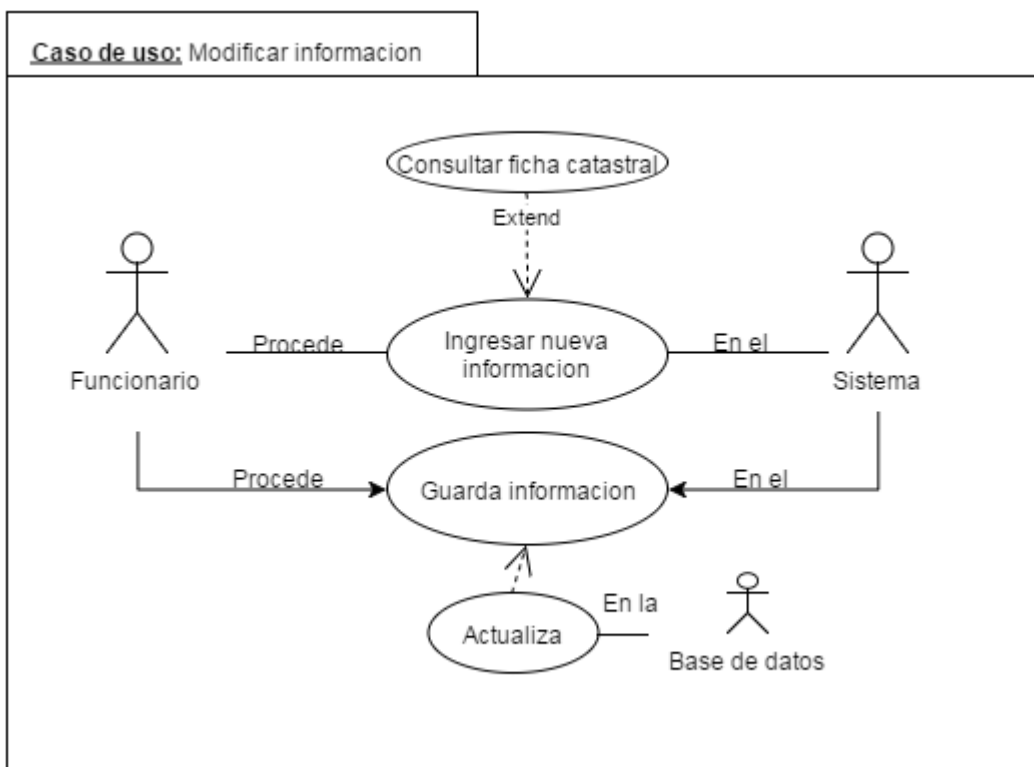 Caso de uso: Modificar informacion
Consultar ficha catastral
Extend
Procede
Ingresar nueva
informacion
En el
Funcionario
Sistema
Procede
Guarda informacion
En el
Actualiza
En la
Base de datos